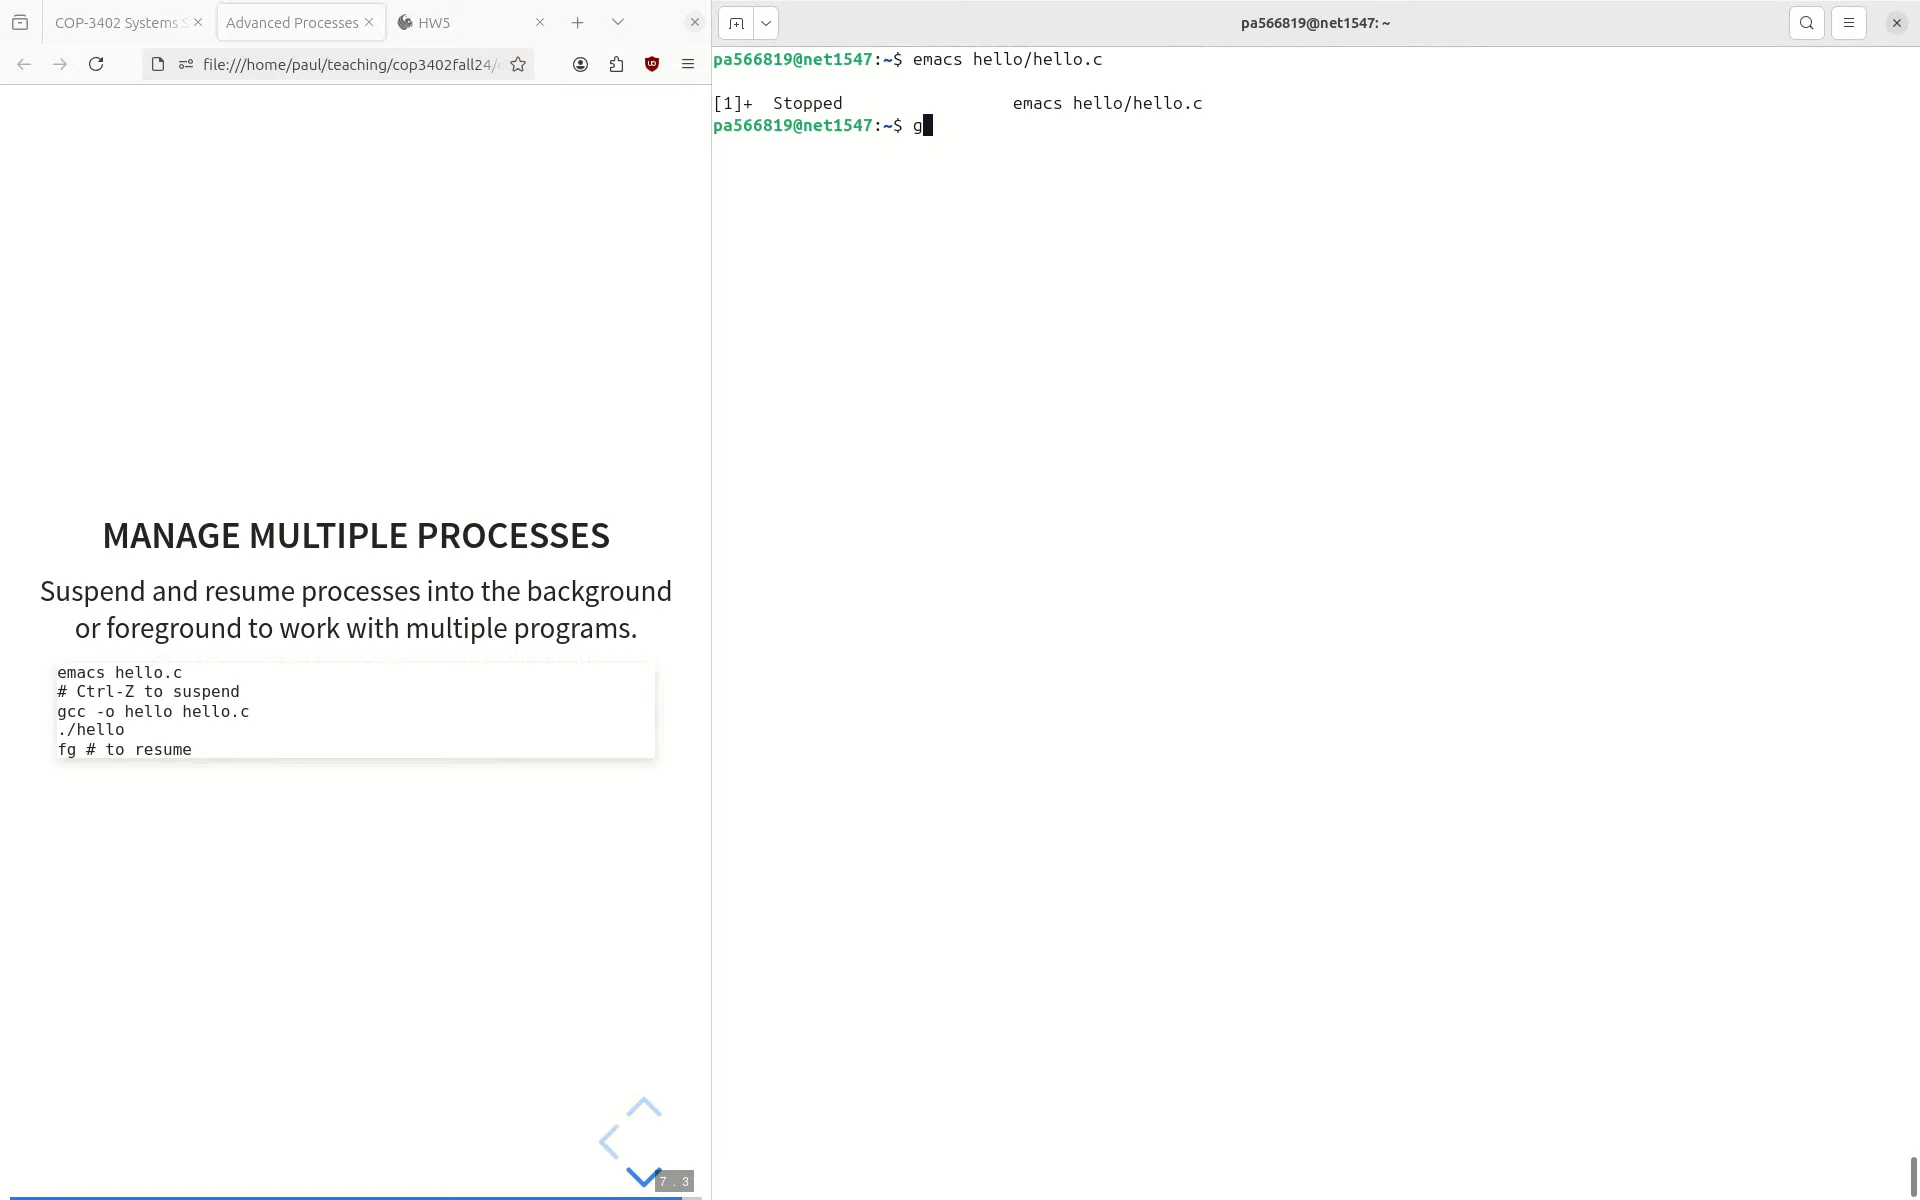 COP-3402 Systems S
Advanced Processes
HW5
file:///home/paul/teaching/cop3402fall24/
MANAGE MULTIPLE PROCESSES
Suspend and resume processes into the background
or foreground to work with multiple programs.
emacs hello.c
# Ctrl-Z to suspend
gcc -o hello hello.c
./hello
fg # to resume
7.3
pa566819@net1547: ~
pa566819@net1547:~$ emacs hello/hello.c
[1]+  Stopped                 emacs hello/hello.c
pa566819@net1547:~$ g